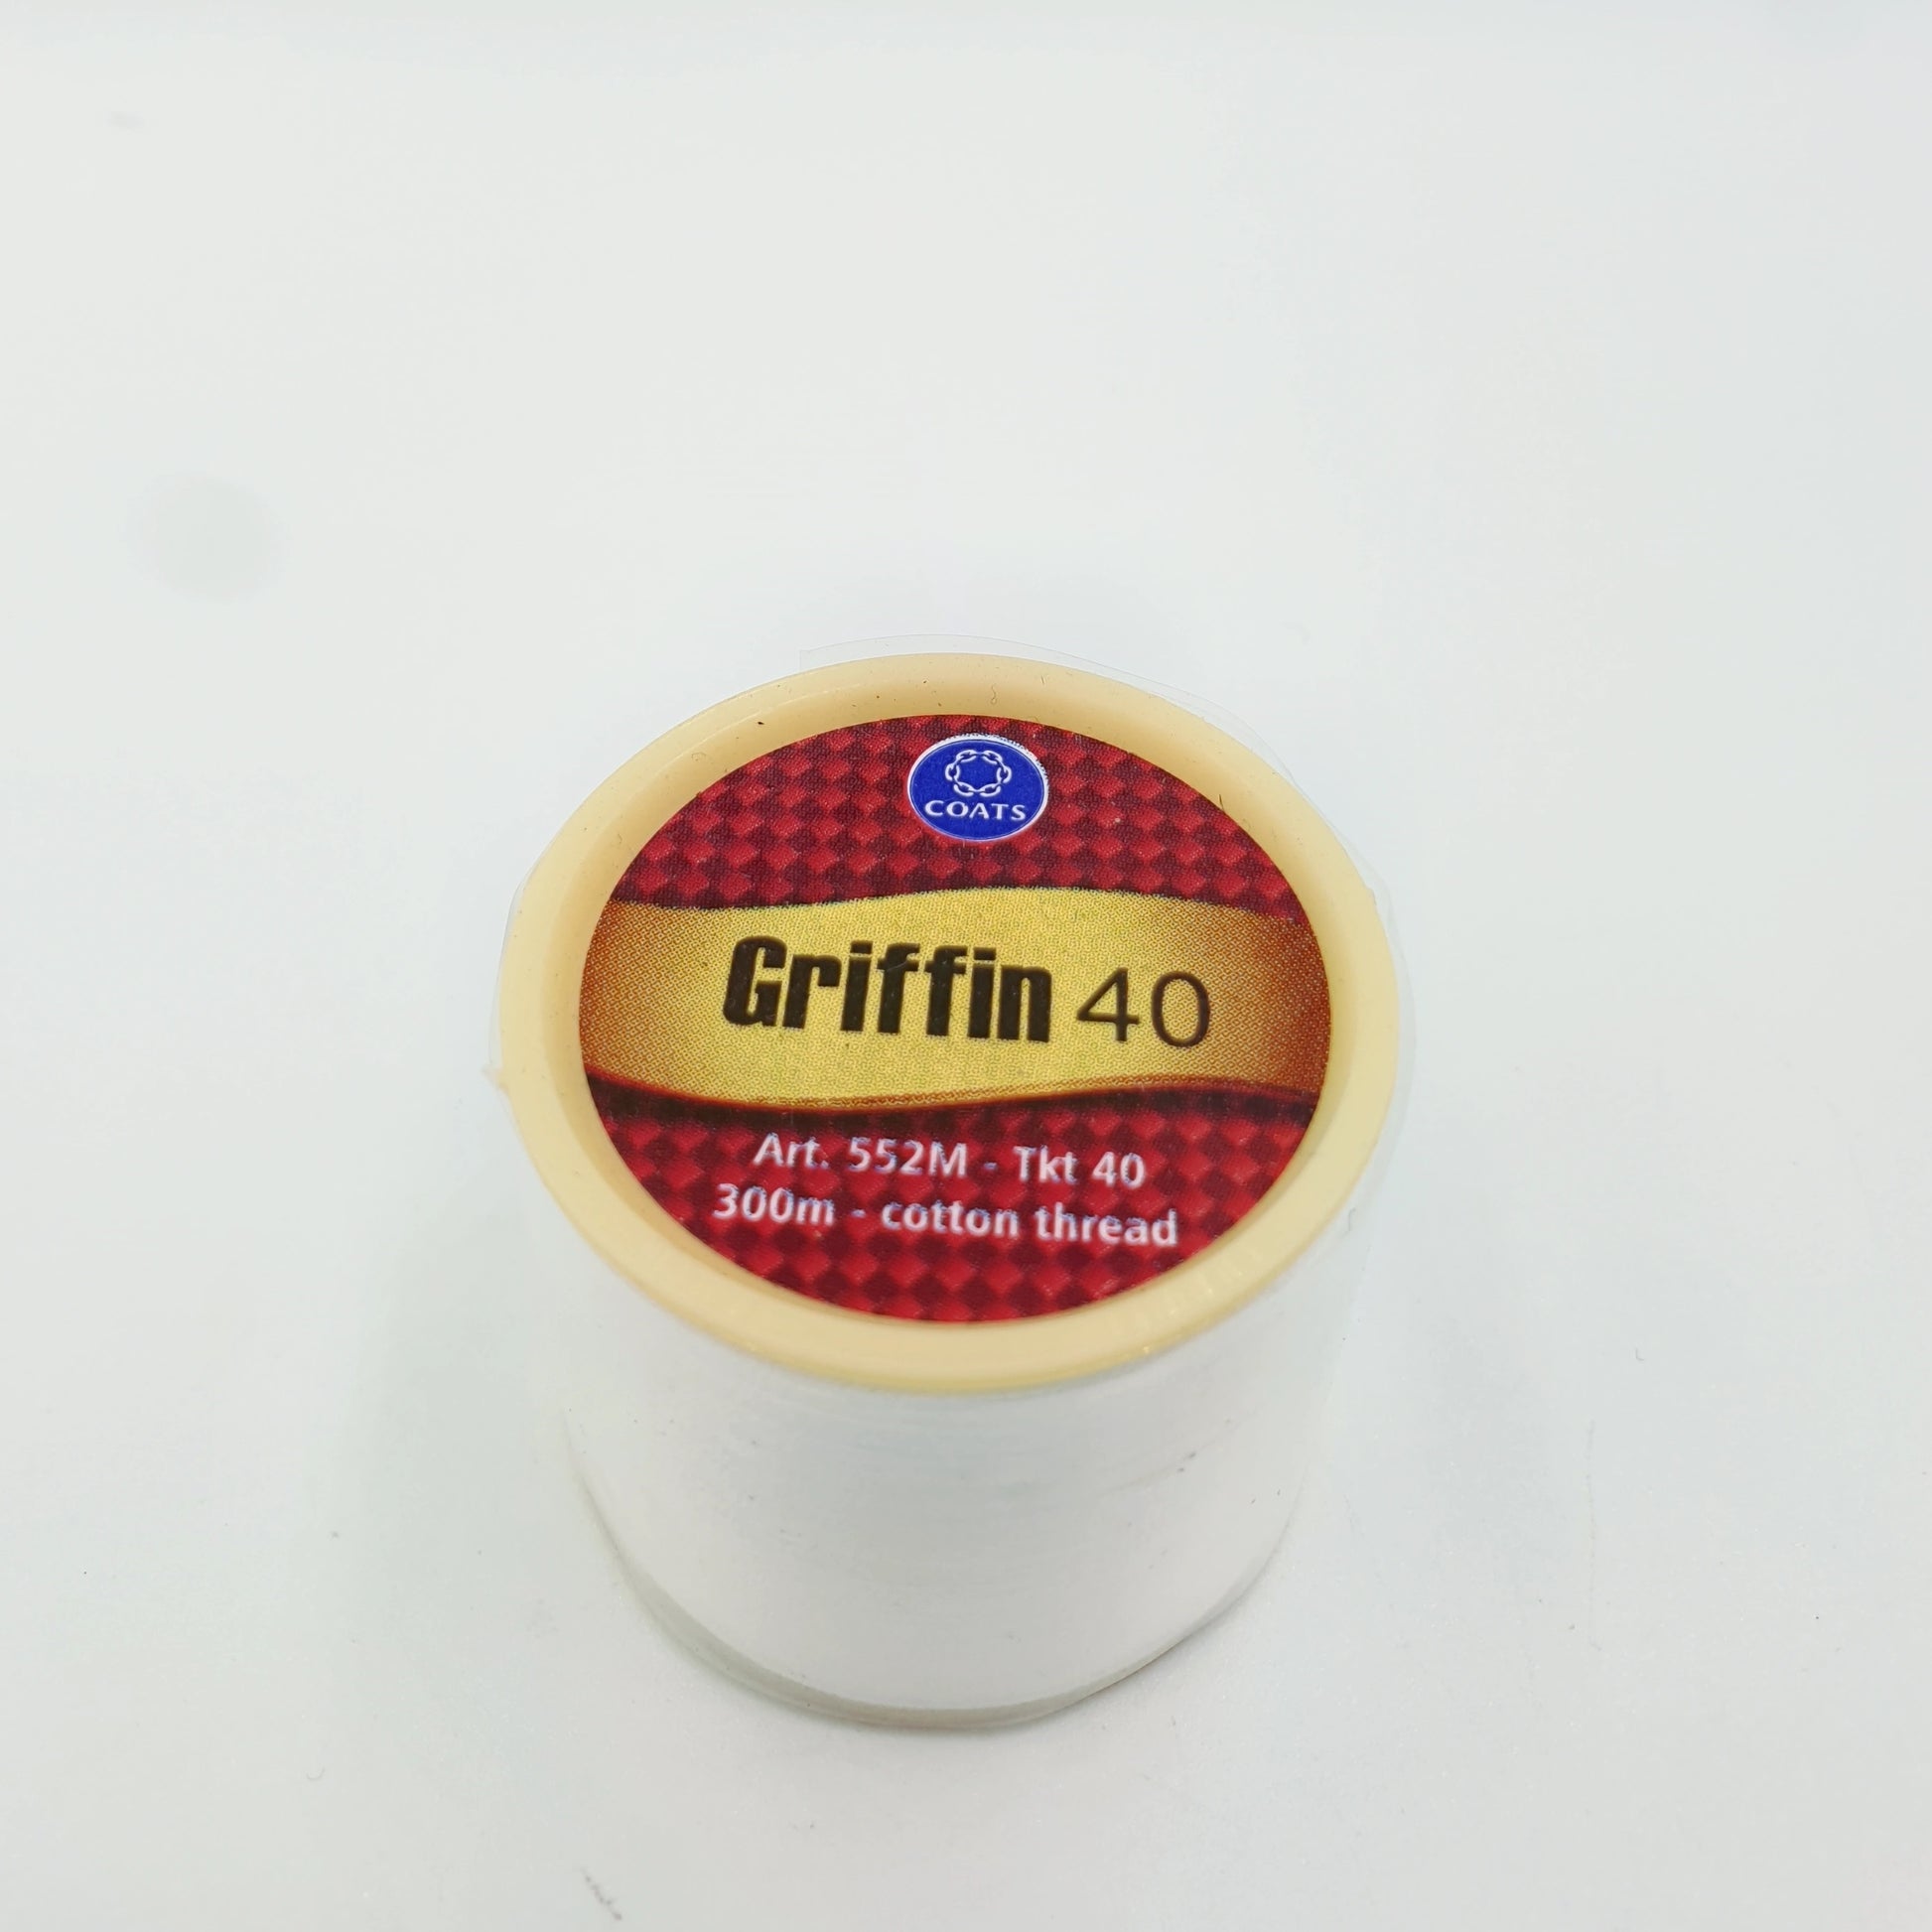 COATS
Griffin 40
Art. 552M - Tkt 40
300m - cotton thread